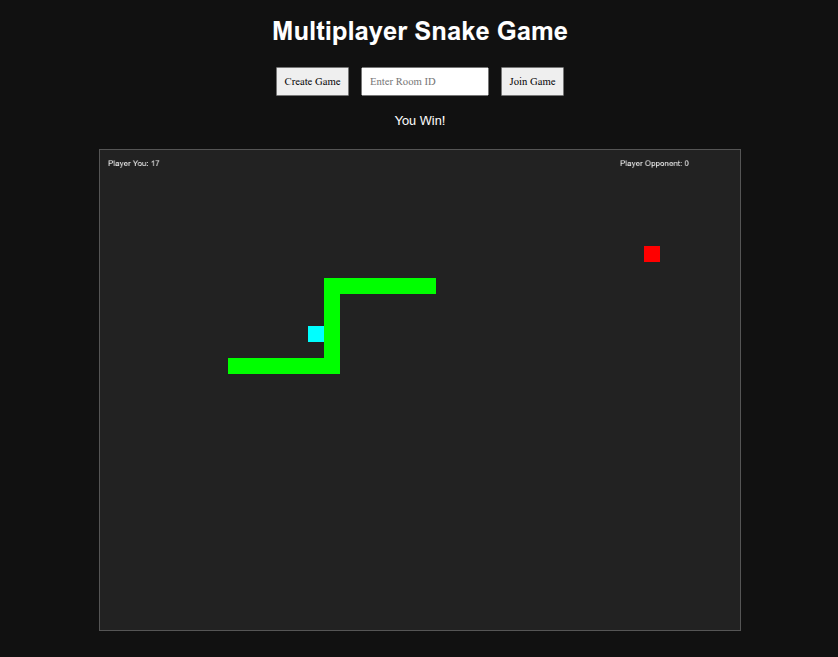 Multiplayer Snake Game
Create Game
Enter Room ID
Join Game
You Win!
Player You: 17
Player Opponent: 0